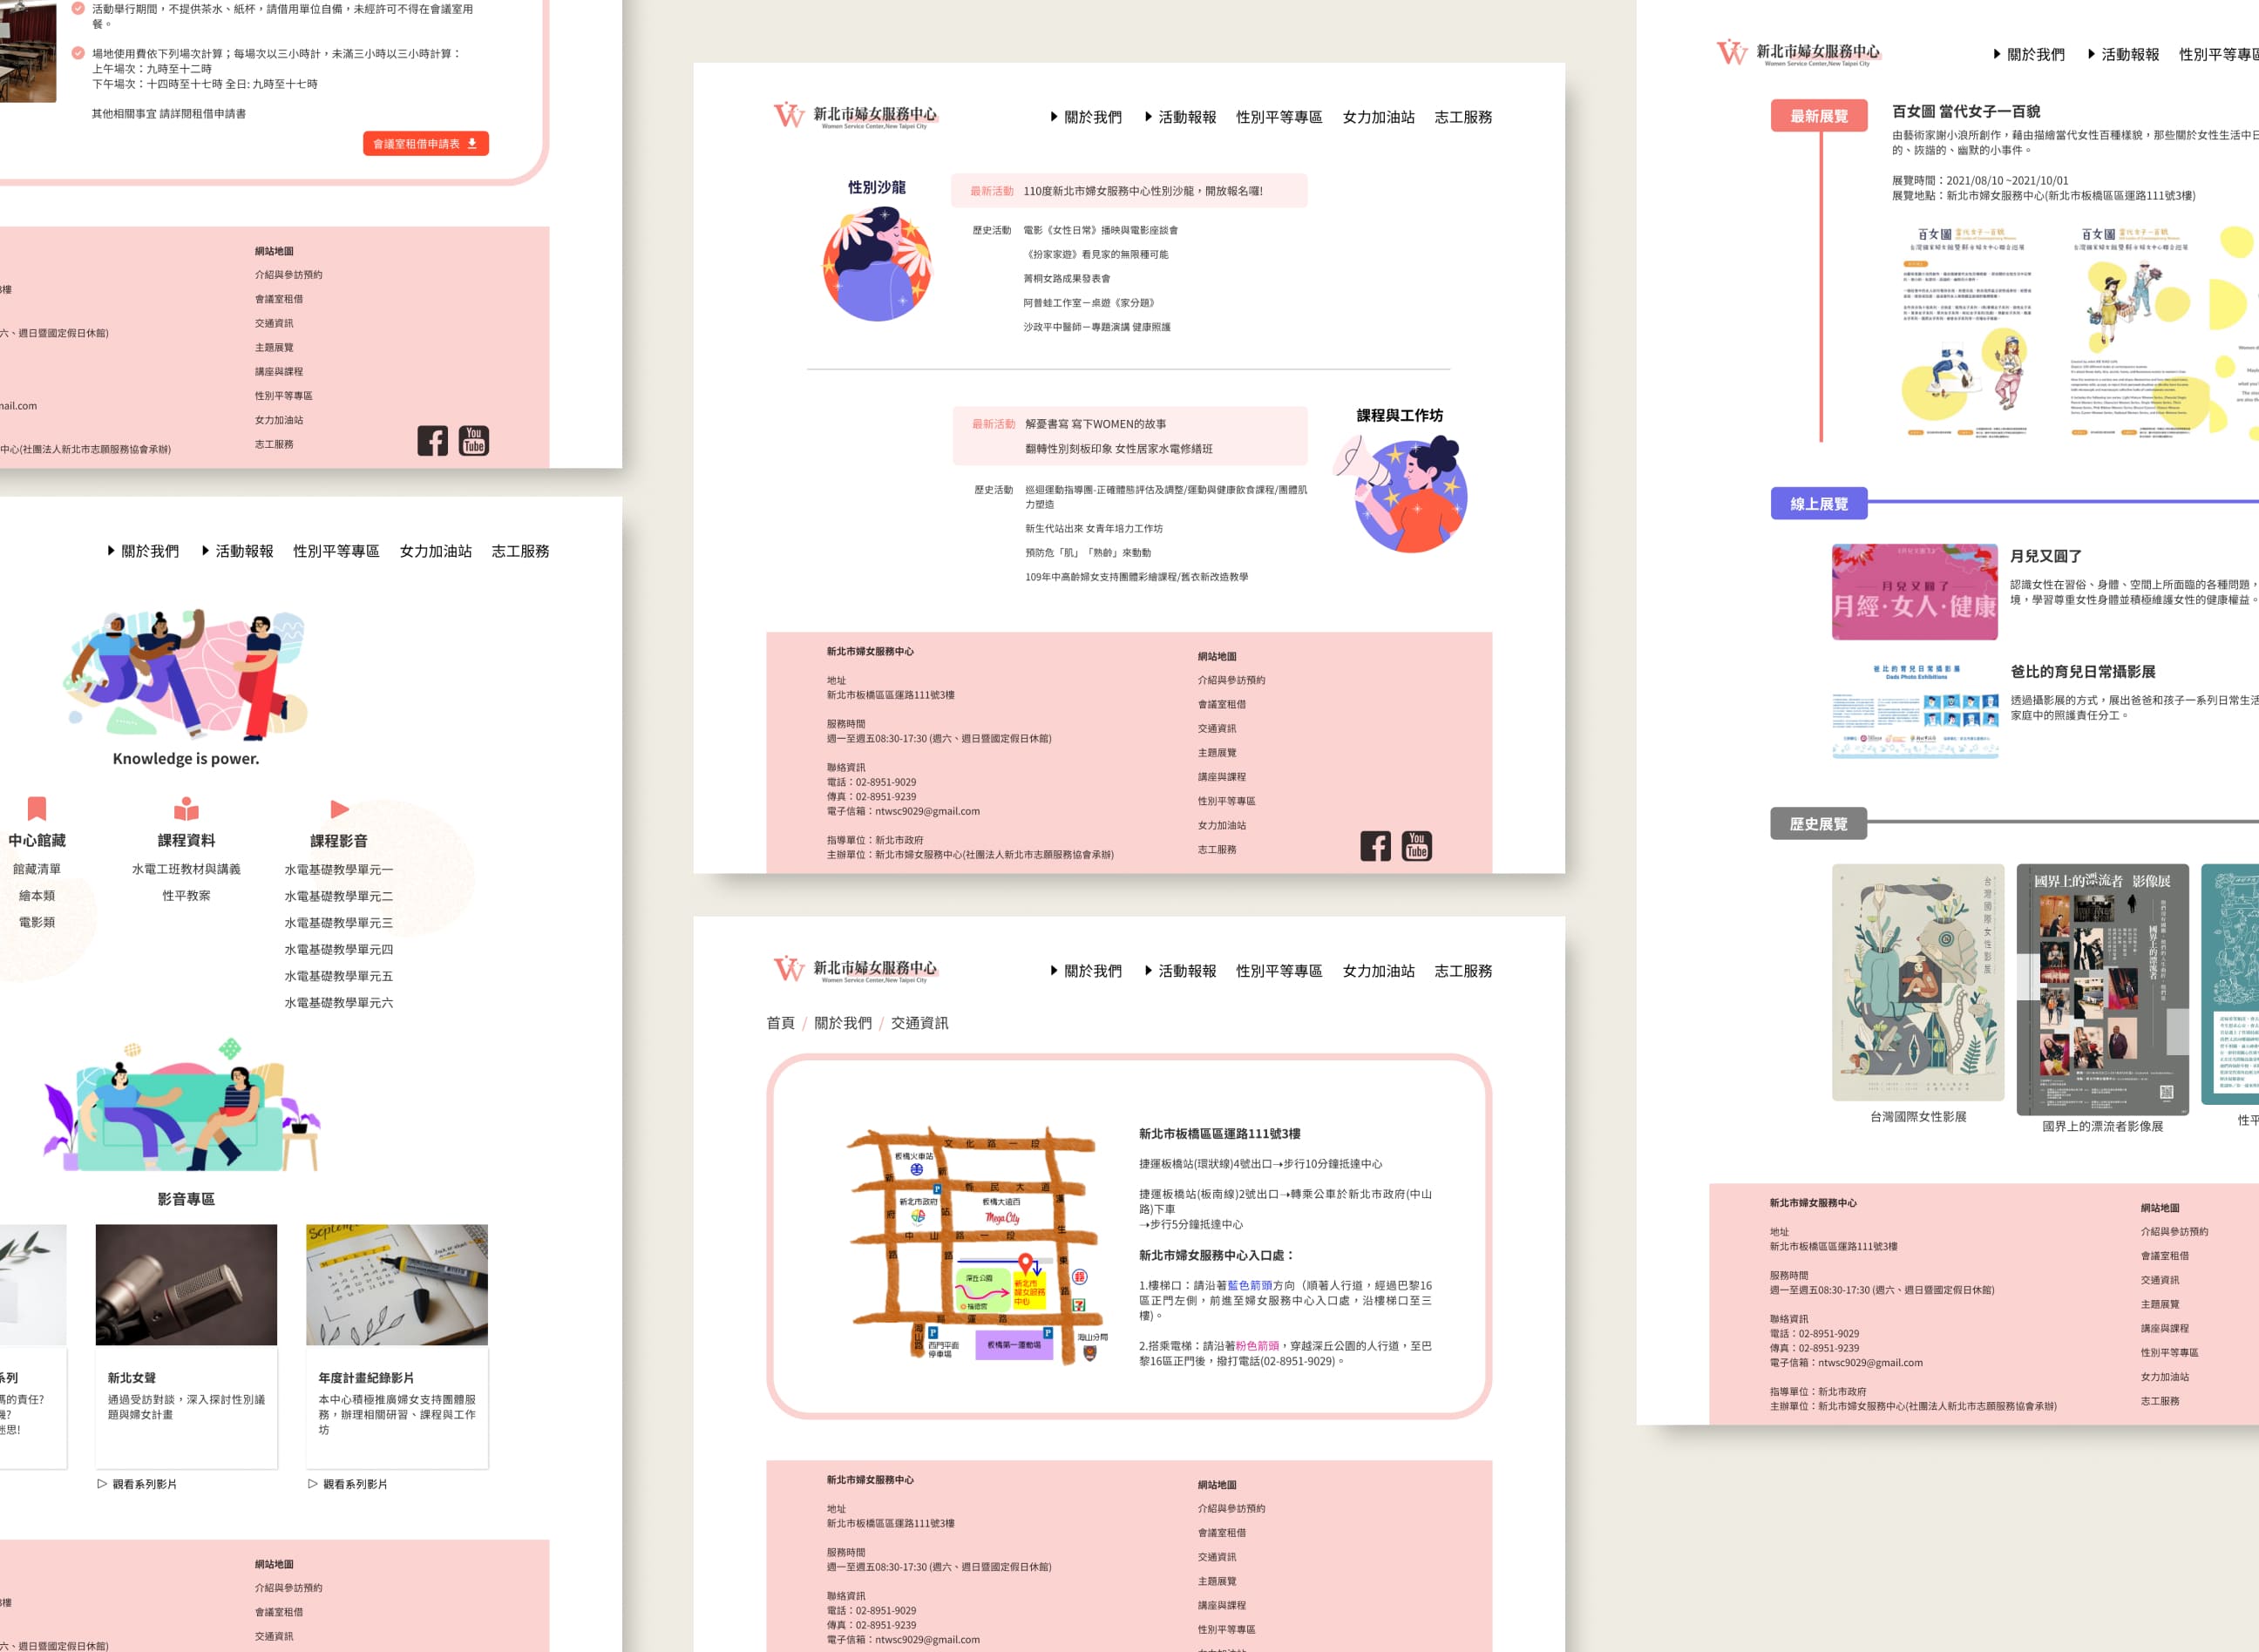 活動舉行期間，不提供茶水、紙杯，請借用單位自備，未經許可不得在會議室用
餐。
場地使用費依下列場次計算；每場次以三小時計，未滿三小時以三小時計算：
上午場次：九時至十二時
下午場次：十四時至十七時 全日: 九時至十七時
其他相關事宜 請詳閱租借申請書
會議室租借申請表
網站地圖
介紹與參訪預約
會議室租借
交通資訊
主題展覽
講座與課程
性別平等專區
女力加油站
志工服務
樓
六、週日暨國定假日休館)
mail.com
中心(社團法人新北市志願服務協會承辦)
You
Tube
關於我們 活動報報 性別平等專區 女力加油站 志工服務
Knowledge is power.
中心館藏
館藏清單
繪本類
電影類
課程資料
水電工班教材與講義
性平教案
課程影音
水電基礎教學單元一
水電基礎教學單元二
水電基礎教學單元三
水電基礎教學單元四
水電基礎教學單元五
水電基礎教學單元六
影音專區
系列
的責任?
思!
新北女聲
通過受訪對談，深入探討性別議
題與婦女計畫
觀看系列影片
年度計畫紀錄影片
本中心積極推廣婦女支持團體服
務，辦理相關研習、課程與工作
坊
觀看系列影片
網站地圖
介紹與參訪預約
會議室租借
交通資訊
樓
六、週日暨國定假日休館)
新北市婦女服務中心
Women Service Center,New Taipei City
關於我們 活動報報 性別平等專區 女力加油站 志工服務
性別沙龍
最新活動 110度新北市婦女服務中心性別沙龍，開放報名囉!
歷史活動 電影《女性日常》播映與電影座談會
《扮家家遊》看見家的無限種可能
菁桐女路成果發表會
阿普蛙工作室－桌遊《家分題》
沙政平中醫師－專題演講 健康照護
課程與工作坊
最新活動 解憂書寫 寫下WOMEN的故事
翻轉性別刻板印象 女性居家水電修繕班
歷史活動 巡迴運動指導團-正確體態評估及調整/運動與健康飲食課程/團體肌
力塑造
新生代站出來 女青年培力工作坊
預防危「肌」「熟齡」來動動
109年中高齡婦女支持團體彩繪課程/舊衣新改造教學
新北市婦女服務中心
地址
新北市板橋區區運路111號3樓
服務時間
週一至週五08:30-17:30 (週六、週日暨國定假日休館)
聯絡資訊
電話：02-8951-9029
傳真：02-8951-9239
電子信箱：ntwsc9029@gmail.com
指導單位：新北市政府
主辦單位：新北市婦女服務中心(社團法人新北市志願服務協會承辦)
網站地圖
介紹與參訪預約
會議室租借
交通資訊
主題展覽
講座與課程
性別平等專區
女力加油站
志工服務
You
Tube
新北市婦女服務中心
Women Service Center,New Taipei City
關於我們 活動報報 性別平等專區 女力加油站 志工服務
首頁 / 關於我們 / 交通資訊
文化路一段
板橋火車站
新北市政府
新府路
新站路
縣民大道
板橋大遠百
Mega City
漢生東路
中山路一段
深丘公園
福德宮
新北市
婦女服務
中心
區運路
西門平面
停車場
板橋第一運動場
海山分局
新北市板橋區區運路111號3樓
捷運板橋站(環狀線)4號出口→步行10分鐘抵達中心
捷運板橋站(板南線)2號出口→轉乘公車於新北市政府(中山
路)下車
→步行5分鐘抵達中心
新北市婦女服務中心入口處：
1.樓梯口：請沿著藍色箭頭方向（順著人行道，經過巴黎16
區正門左側，前進至婦女服務中心入口處，沿樓梯口至三
樓)。
2.搭乘電梯：請沿著粉色箭頭，穿越深丘公園的人行道，至巴
黎16區正門後，撥打電話(02-8951-9029)。
新北市婦女服務中心
地址
新北市板橋區區運路111號3樓
服務時間
週一至週五08:30-17:30 (週六、週日暨國定假日休館)
聯絡資訊
電話：02-8951-9029
傳真：02-8951-9239
電子信箱：ntwsc9029@gmail.com
網站地圖
介紹與參訪預約
會議室租借
交通資訊
主題展覽
講座與課程
性別平等專區
新北市婦女服務中心
Women Service Center,New Taipei City
關於我們 活動報報 性別平等專區
最新展覽
百女圖 當代女子一百貌
由藝術家謝小浪所創作，藉由描繪當代女性百種樣貌，那些關於女性生活中日
的、詼諧的、幽默的小事件。
展覽時間：2021/08/10 ~2021/10/01
展覽地點：新北市婦女服務中心(新北市板橋區區運路111號3樓)
百女圖 當代女子一百貌
百女圖 當代女子一百貌
線上展覽
月兒又圓了
月經·女人·健康
月兒又圓了
認識女性在習俗、身體、空間上所面臨的各種問題，
境，學習尊重女性身體並積極維護女性的健康權益。
爸比的育兒日常攝影展
Dads Photo Exhibitions
爸比的育兒日常攝影展
透過攝影展的方式，展出爸爸和孩子一系列日常生活
家庭中的照護責任分工。
歷史展覽
台灣國際女性影展
台灣國際女性影展
國界上的漂流者 影像展
國界上的漂流者
國界上的漂流者影像展
性平
新北市婦女服務中心
地址
新北市板橋區區運路111號3樓
服務時間
週一至週五08:30-17:30 (週六、週日暨國定假日休館)
聯絡資訊
電話：02-8951-9029
傳真：02-8951-9239
電子信箱：ntwsc9029@gmail.com
指導單位：新北市政府
主辦單位：新北市婦女服務中心(社團法人新北市志願服務協會承辦)
網站地圖
介紹與參訪預約
會議室租借
交通資訊
主題展覽
講座與課程
性別平等專區
女力加油站
志工服務